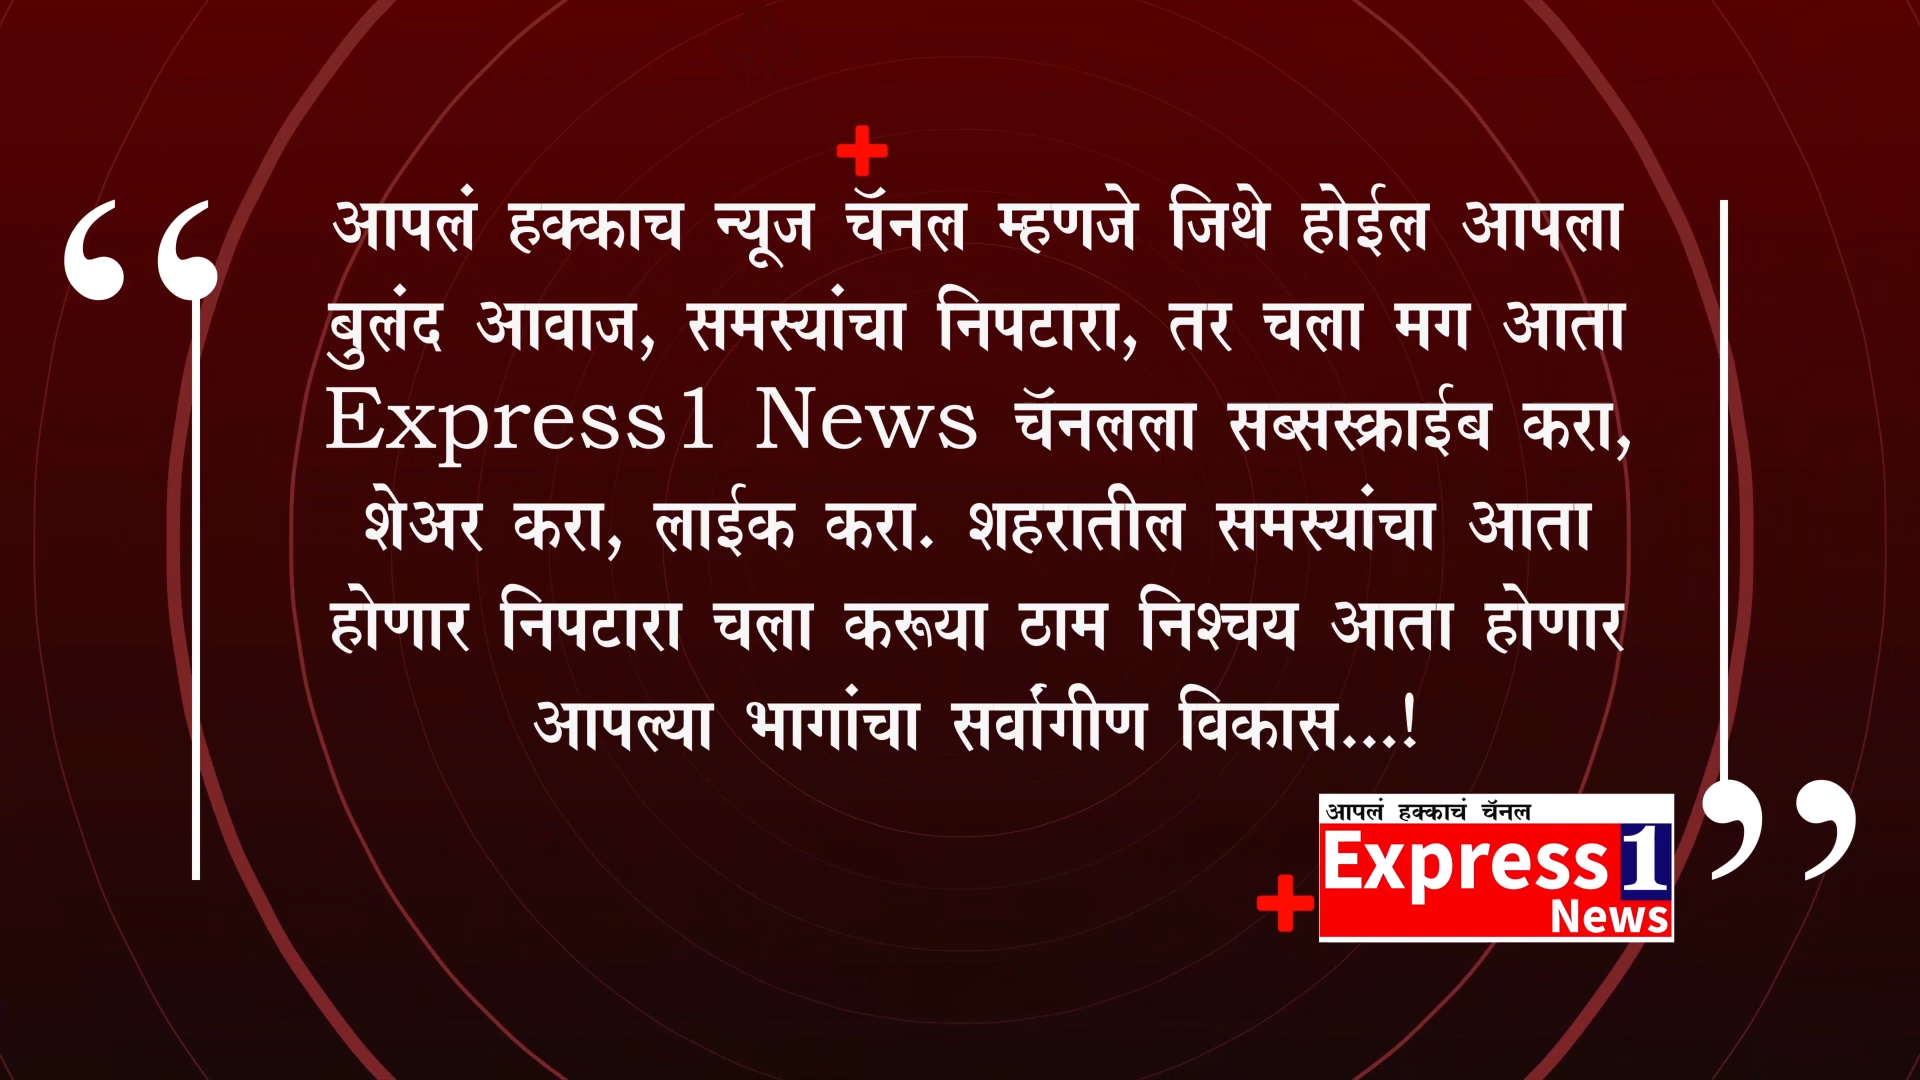 आपलं हक्काच न्यूज चॅनल म्हणजे जिथे होईल आपला
बुलंद आवाज, समस्यांचा निपटारा, तर चला मग आता
Express1 News चॅनलला सब्सस्क्राईब करा,
शेअर करा, लाईक करा. शहरातील समस्यांचा आता
होणार निपटारा चला करूया ठाम निश्चय आता होणार
आपल्या भागांचा सर्वांगीण विकास...!
आपलं हक्काचं चॅनल
Express1
News